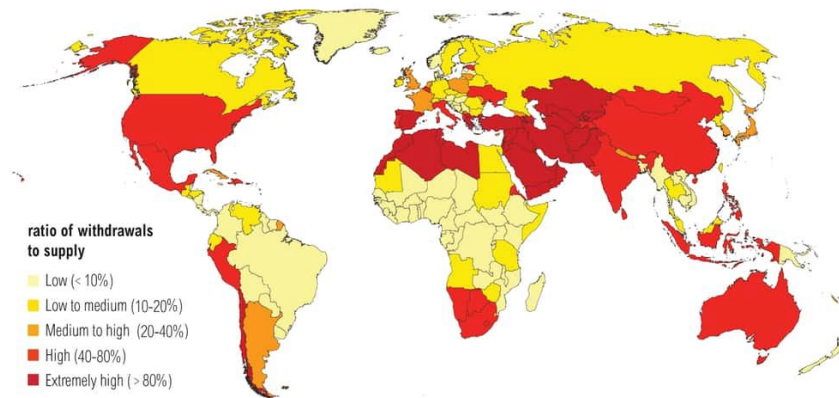 ratio of withdrawals
to supply
Low (< 10%)
Low to medium (10-20%)
Medium to high (20-40%)
High (40-80%)
Extremely high (> 80%)